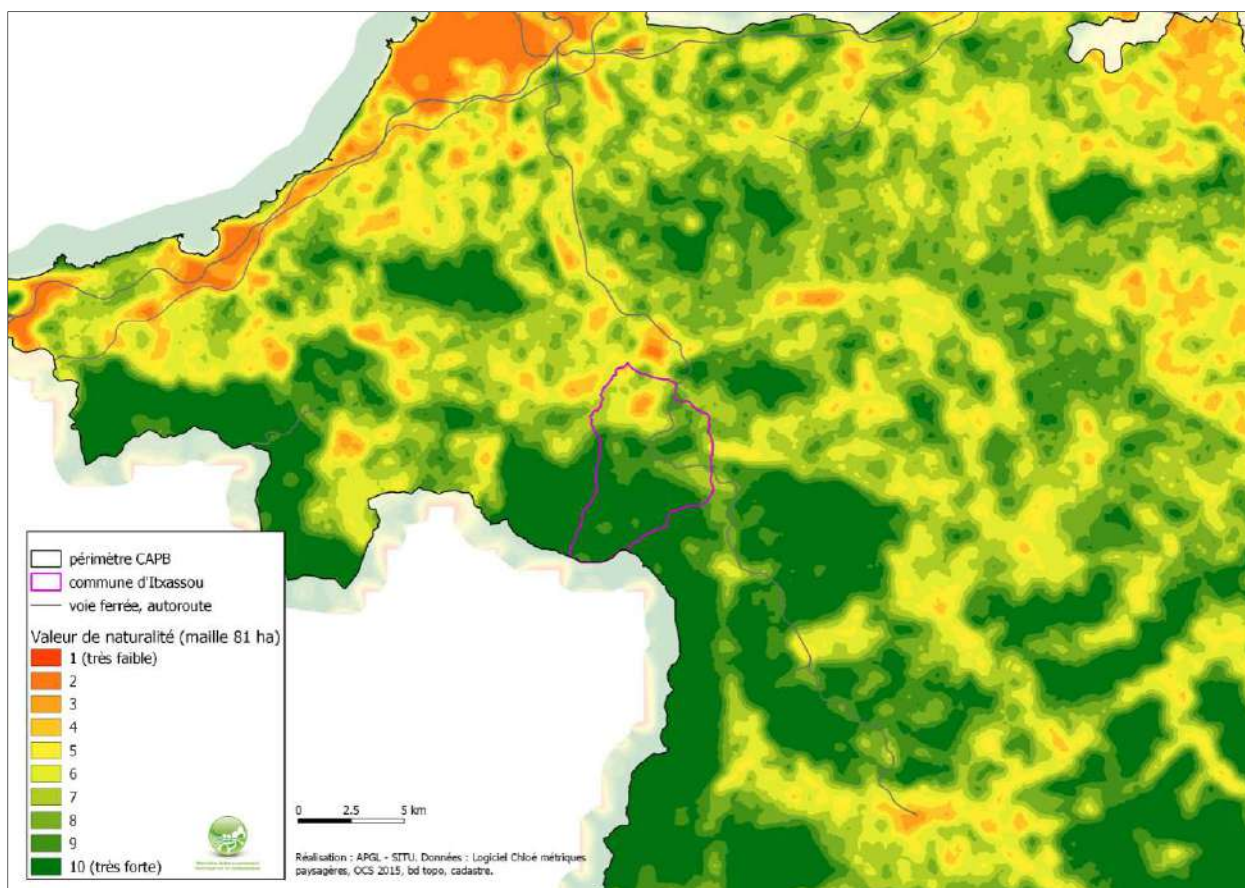 périmètre CAPB
commune d'Itxassou
voie ferrée, autoroute
Valeur de naturalité (maille 81 ha)
1 (très faible)
2
3
4
5
6
7
8
9
10 (très forte)
0 2.5 5 km
Réalisation : APGL - SITU. Données : Logiciel Chloé métriques
paysagères, OCS 2015, bd topo, cadastre.